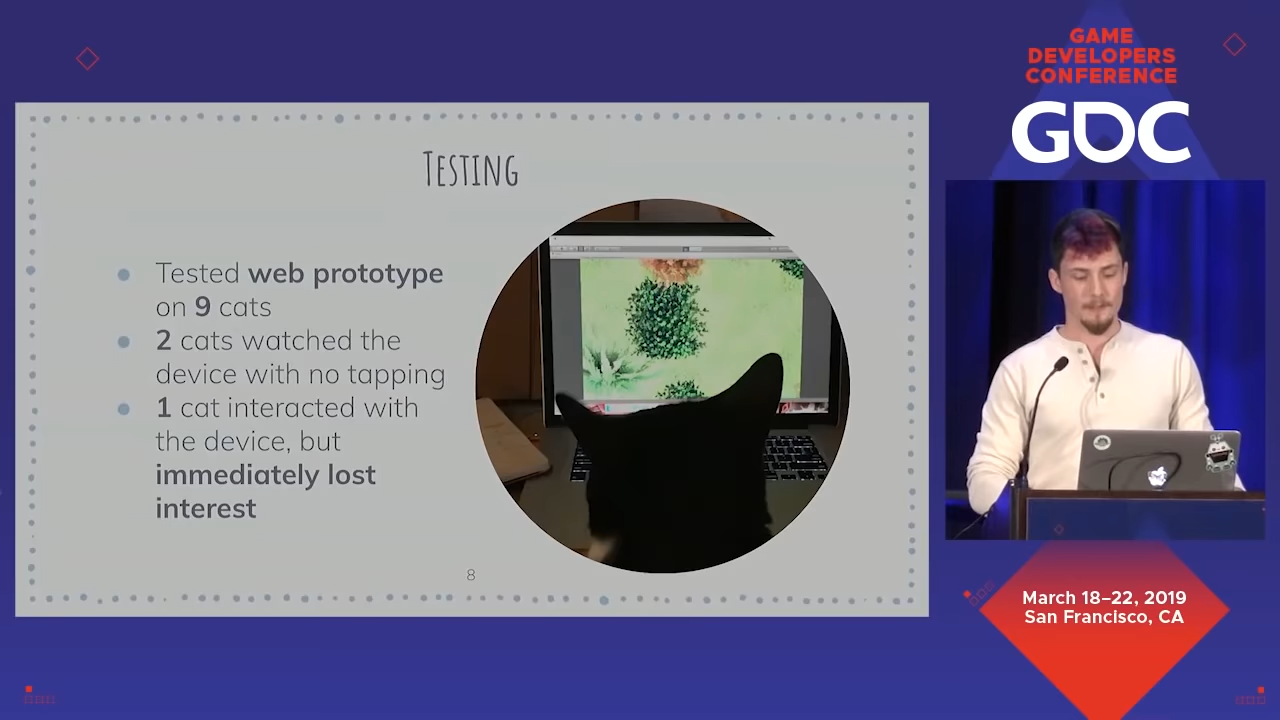 GAME
DEVELOPERS
CONFERENCE
GDC
Testing
Tested web prototype
on 9 cats
2 cats watched the
device with no tapping
1 cat interacted with
the device, but
immediately lost
interest
8
March 18–22, 2019
San Francisco, CA